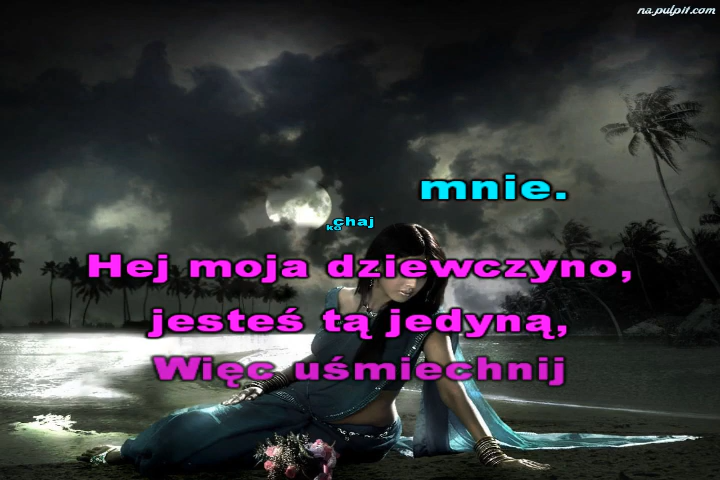 na.pulpit.com
mnie.
kochaj
Hej moja dziewczyno,
jesteś tą jedyną,
Więc uśmiechnij